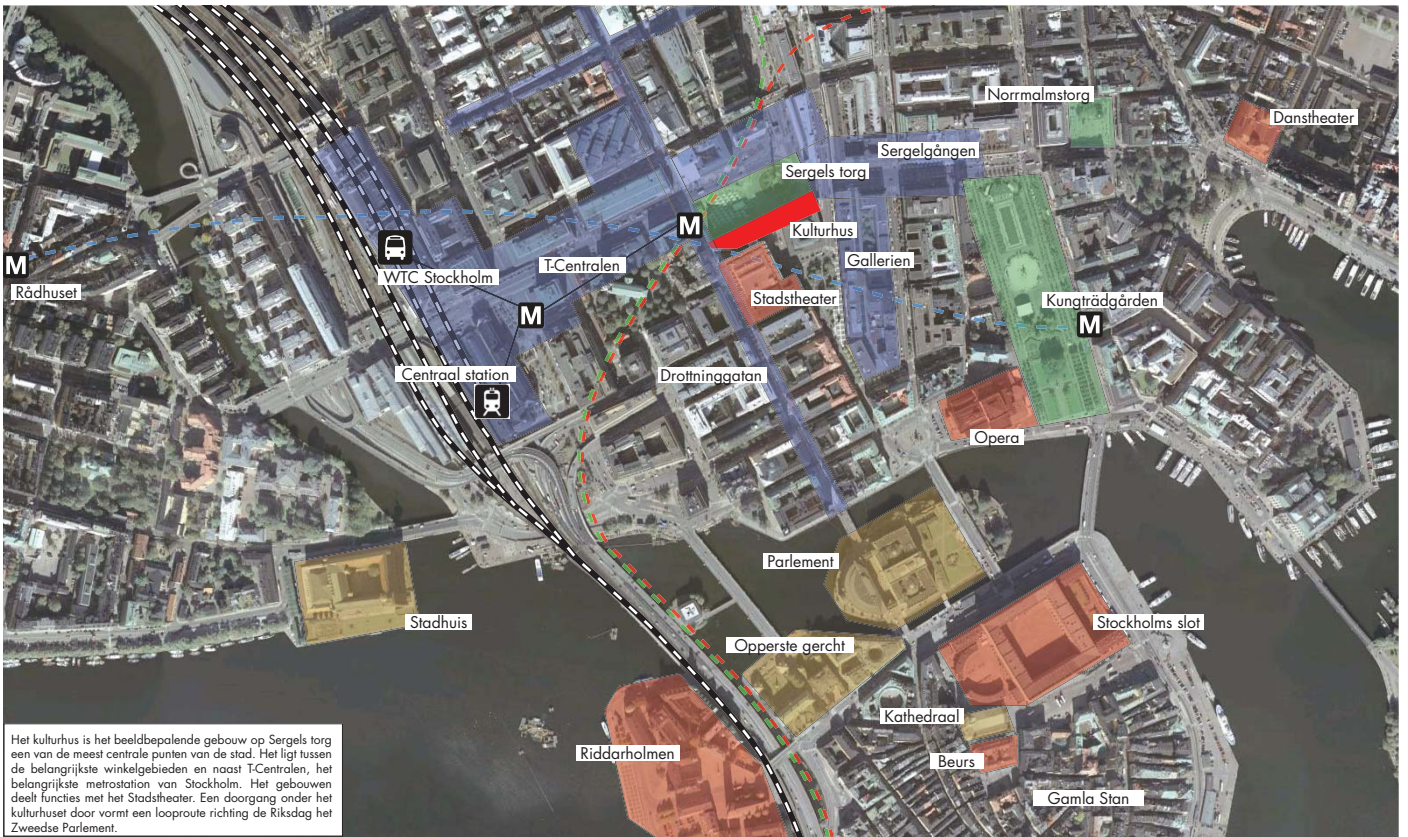 Norrmalmstorg
Danstheater
Sergelgången
Sergels torg
M
Kulturhus
M
WTC Stockholm
T-Centralen
Gallerien
Rådhuset
Stadstheater
Kungträdgården
M
M
Centraal station
Drottninggatan
Opera
Parlement
Stadhuis
Stockholms slot
Opperste gercht
Kathedraal
Riddarholmen
Beurs
Gamla Stan
Het kulturhus is het beeldbepalende gebouw op Sergels torg
een van de meest centrale punten van de stad. Het ligt tussen
de belangrijkste winkelgebieden en naast T-Centralen, het
belangrijkste metrostation van Stockholm. Het gebouwen
deelt functies met het Stadstheater. Een doorgang onder het
kulturhuset door vormt een looproute richting de Riksdag het
Zweedse Parlement.